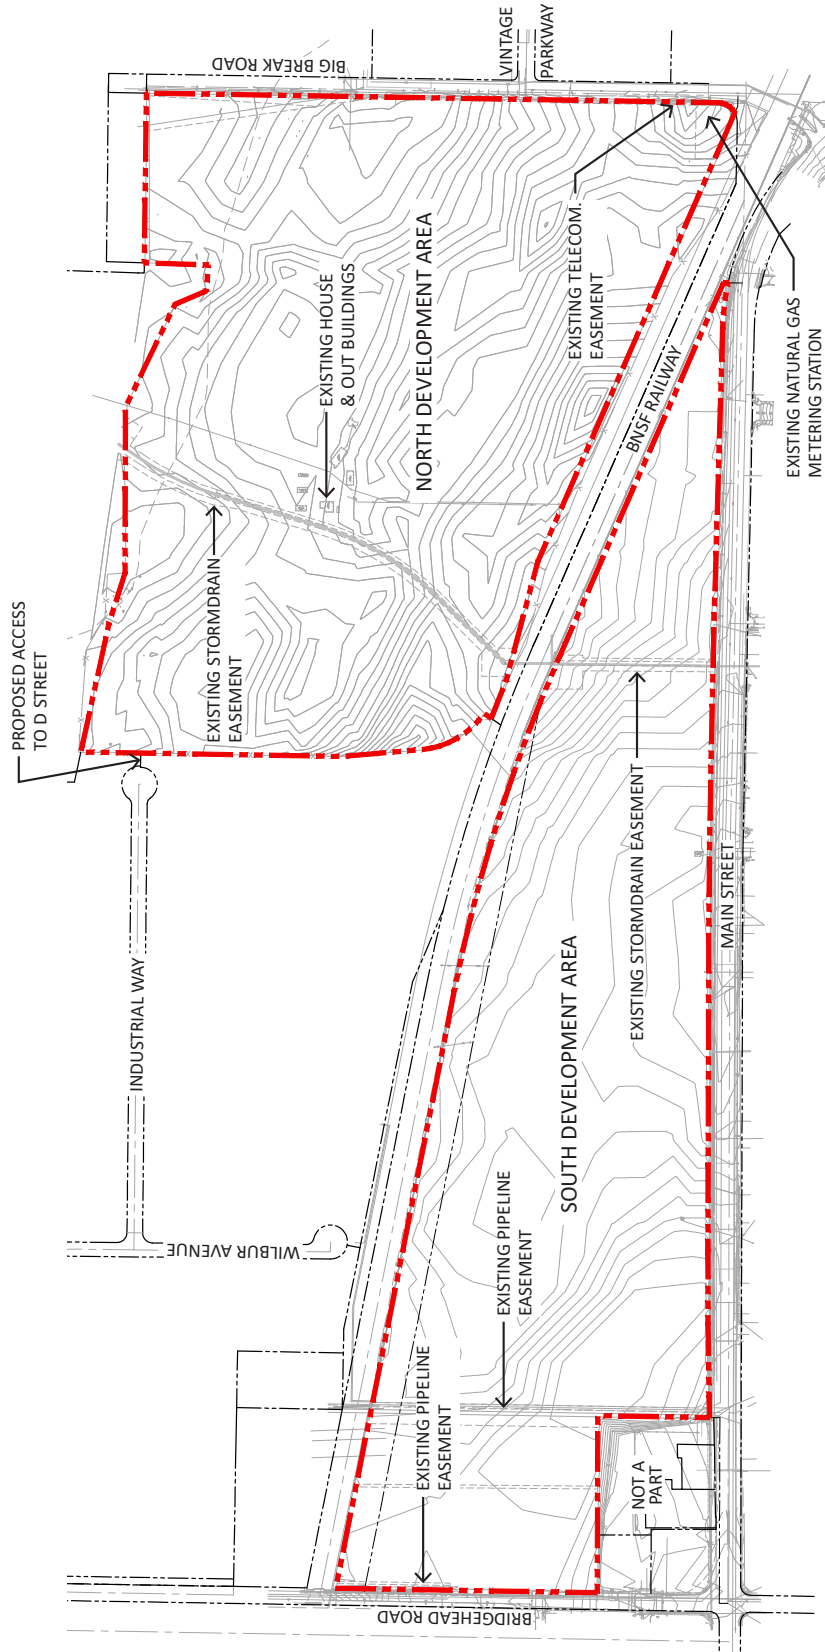 PROPOSED ACCESS
TO D STREET
INDUSTRIAL WAY
WILBUR AVENUE
BRIDGEHEAD ROAD
BIG BREAK ROAD
VINTAGE
PARKWAY
EXISTING STORMDRAIN
EASEMENT
EXISTING HOUSE
& OUT BUILDINGS
NORTH DEVELOPMENT AREA
EXISTING TELECOM.
EASEMENT
BNSF RAILWAY
EXISTING NATURAL GAS
METERING STATION
EXISTING PIPELINE
EASEMENT
EXISTING PIPELINE
EASEMENT
SOUTH DEVELOPMENT AREA
EXISTING STORMDRAIN EASEMENT
MAIN STREET
NOT A
PART